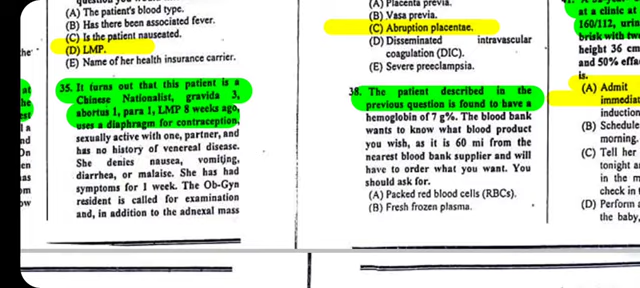 question you would
(A) The patient's blood type.
(B) Has there been associated fever.
(C) Is the patient nauseated.
(D) LMP.
(E) Name of her health insurance carrier.
35. It turns out that this patient is a
Chinese Nationalist, gravida 3,
abortus 1, para 1, LMP 8 weeks ago,
uses a diaphragm for contraception,
sexually active with one, partner, and
has no history of venereal disease.
She denies nausea, vomiting,
diarrhea, or malaise. She has had
symptoms for 1 week. The Ob-Gyn
resident is called for examination
and, in addition to the adnexal mass
(A) Placenta previa.
(B) Vasa previa.
(C) Abruption placentae.
(D) Disseminated intravascular
coagulation (DIC).
(E) Severe preeclampsia.
38. The patient described in the
previous question is found to have a
hemoglobin of 7 g%. The blood bank
wants to know what blood product
you wish, as it is 60 mi from the
nearest blood bank supplier and will
have to order what you want. You
should ask for.
(A) Packed red blood cells (RBCs).
(B) Fresh frozen plasma.
at a clinic at
160/112, urin
brisk with tw
height 36 cm
and 50% effa
is.
(A) Admit
immedia
induction
(B) Schedule
morning.
(C) Tell her
tonight a
in the m
check in t
(D) Perform a
the baby,